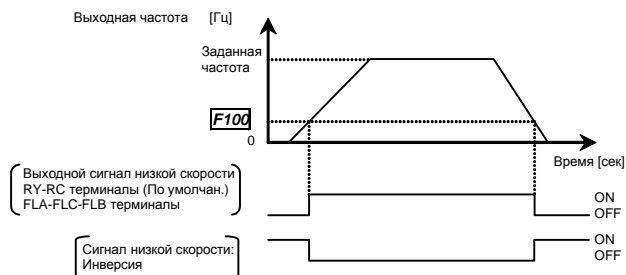 Выходная частота [Гц]
Заданная
частота
F100
0
Время [сек]
Выходной сигнал низкой скорости
RY-RC терминалы (По умолчан.)
FLA-FLC-FLB терминалы
ON
OFF
Сигнал низкой скорости:
Инверсия
ON
OFF